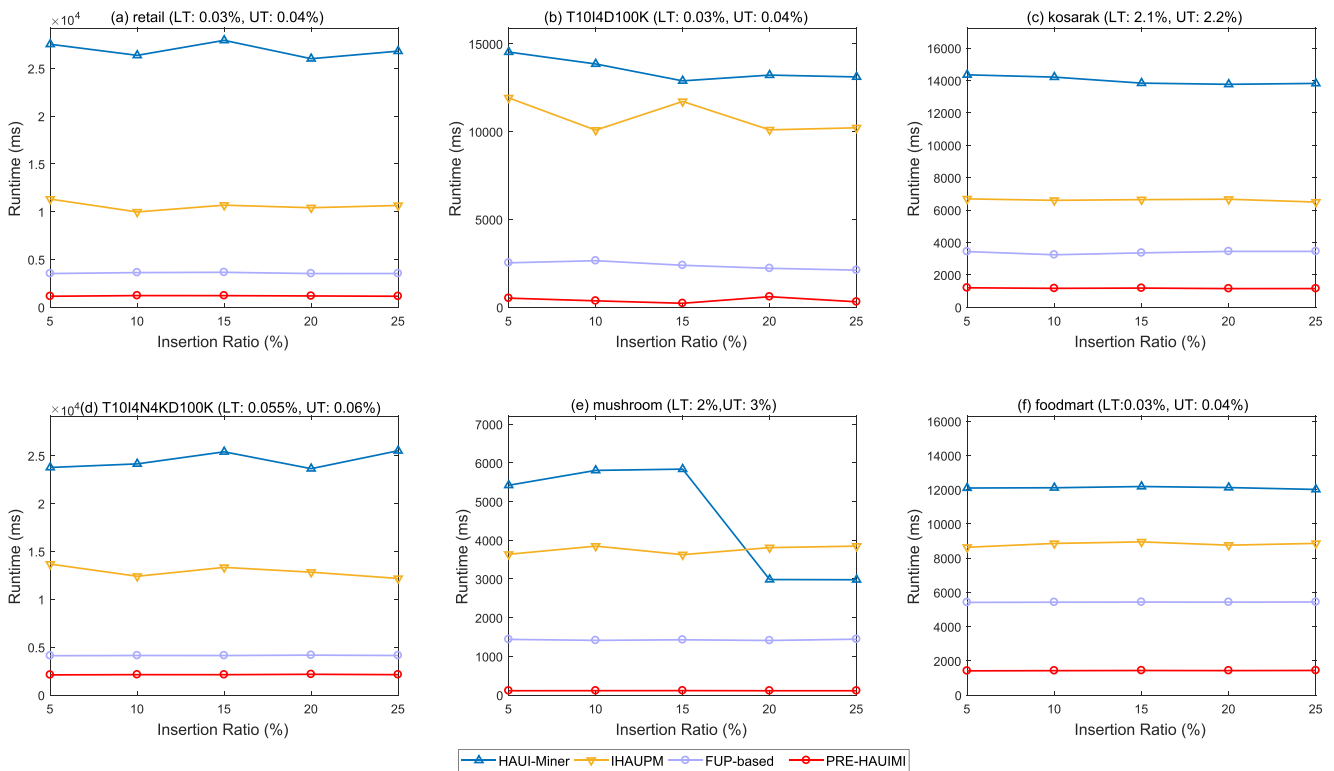 (a) retail (LT: 0.03%, UT: 0.04%)
×10⁴
2.5
2
1.5
1
0.5
0
Runtime (ms)
5 10 15 20 25
Insertion Ratio (%)
(b) T10I4D100K (LT: 0.03%, UT: 0.04%)
15000
10000
5000
0
Runtime (ms)
5 10 15 20 25
Insertion Ratio (%)
(c) kosarak (LT: 2.1%, UT: 2.2%)
16000
14000
12000
10000
8000
6000
4000
2000
0
Runtime (ms)
5 10 15 20 25
Insertion Ratio (%)
×10⁴(d) T10I4N4KD100K (LT: 0.055%, UT: 0.06%)
2.5
2
1.5
1
0.5
0
Runtime (ms)
5 10 15 20 25
Insertion Ratio (%)
(e) mushroom (LT: 2%,UT: 3%)
7000
6000
5000
4000
3000
2000
1000
0
Runtime (ms)
5 10 15 20 25
Insertion Ratio (%)
(f) foodmart (LT:0.03%, UT: 0.04%)
16000
14000
12000
10000
8000
6000
4000
2000
0
Runtime (ms)
5 10 15 20 25
Insertion Ratio (%)
HAUI-Miner IHAUPM FUP-based PRE-HAUIMI